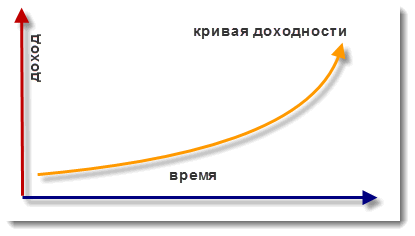 кривая доходности
доход
время